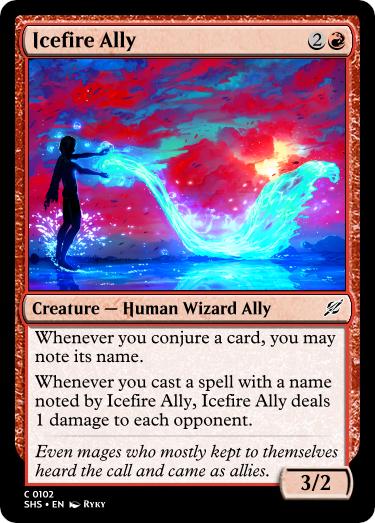 Icefire Ally 2
Creature — Human Wizard Ally
Whenever you conjure a card, you may
note its name.
Whenever you cast a spell with a name
noted by Icefire Ally, Icefire Ally deals
1 damage to each opponent.
Even mages who mostly kept to themselves
heard the call and came as allies.
3/2
C 0102
SHS • EN Ryky